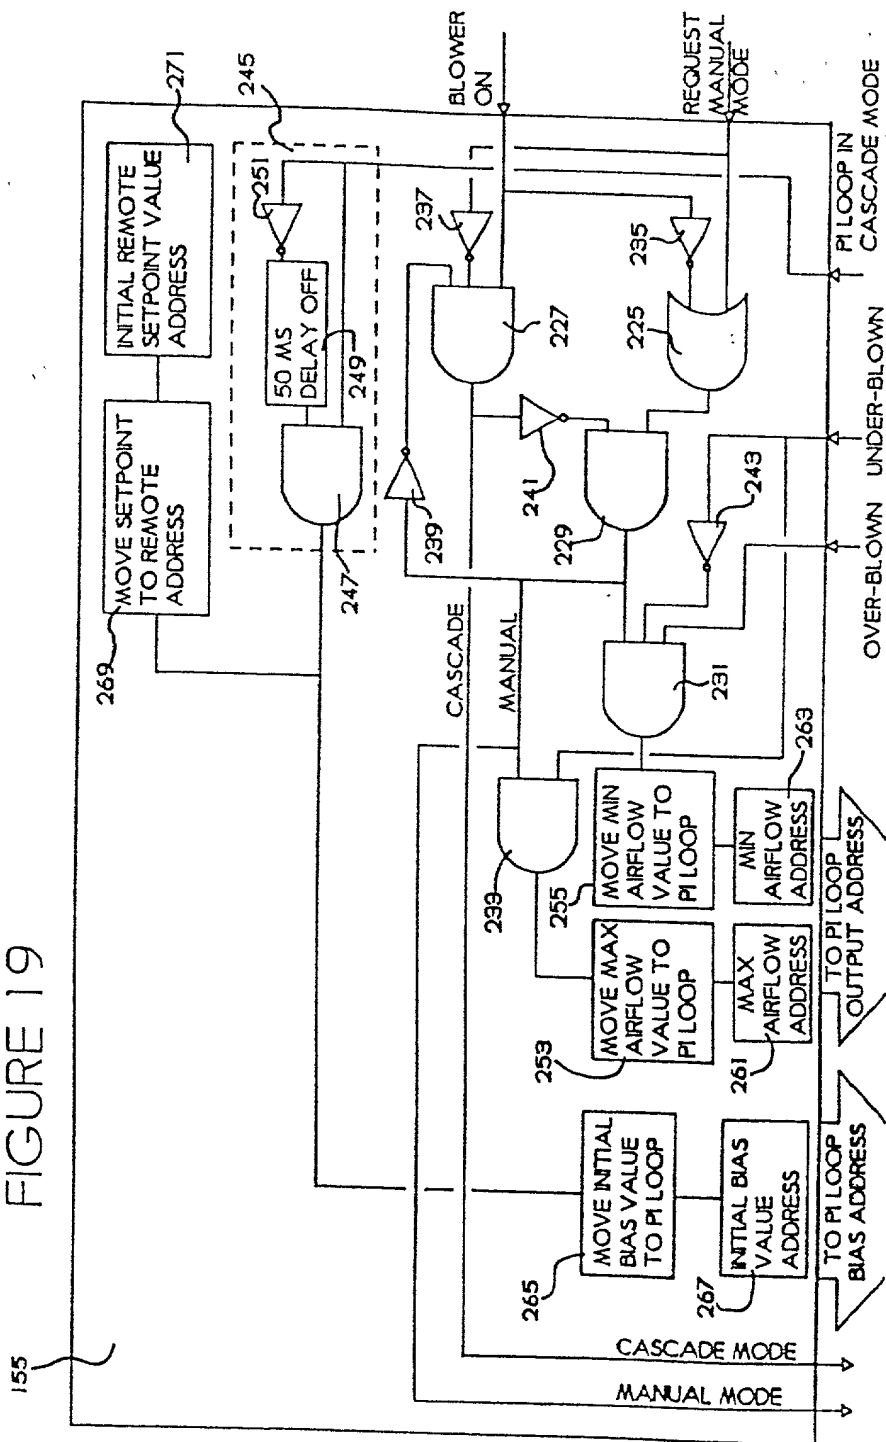 FIGURE 19
155
INITIAL REMOTE
SETPOINT VALUE
ADDRESS
271
MOVE SETPOINT
TO REMOTE
ADDRESS
269
245
251
50 MS
DELAY OFF
249
247
BLOWER
ON
REQUEST
MANUAL
MODE
PI LOOP IN
CASCADE MODE
UNDER-BLOWN
OVER-BLOWN
237
235
227
225
239
241
229
243
231
CASCADE
MANUAL
233
MOVE MIN
AIRFLOW
VALUE TO
PI LOOP
255
MIN
AIRFLOW
ADDRESS
263
MOVE MAX
AIRFLOW
VALUE TO
PI LOOP
253
MAX
AIRFLOW
ADDRESS
261
TO PI LOOP
OUTPUT ADDRESS
MOVE INITIAL
BIAS VALUE
TO PI LOOP
265
INITIAL BIAS
VALUE
ADDRESS
267
TO PI LOOP
BIAS ADDRESS
CASCADE MODE
MANUAL MODE